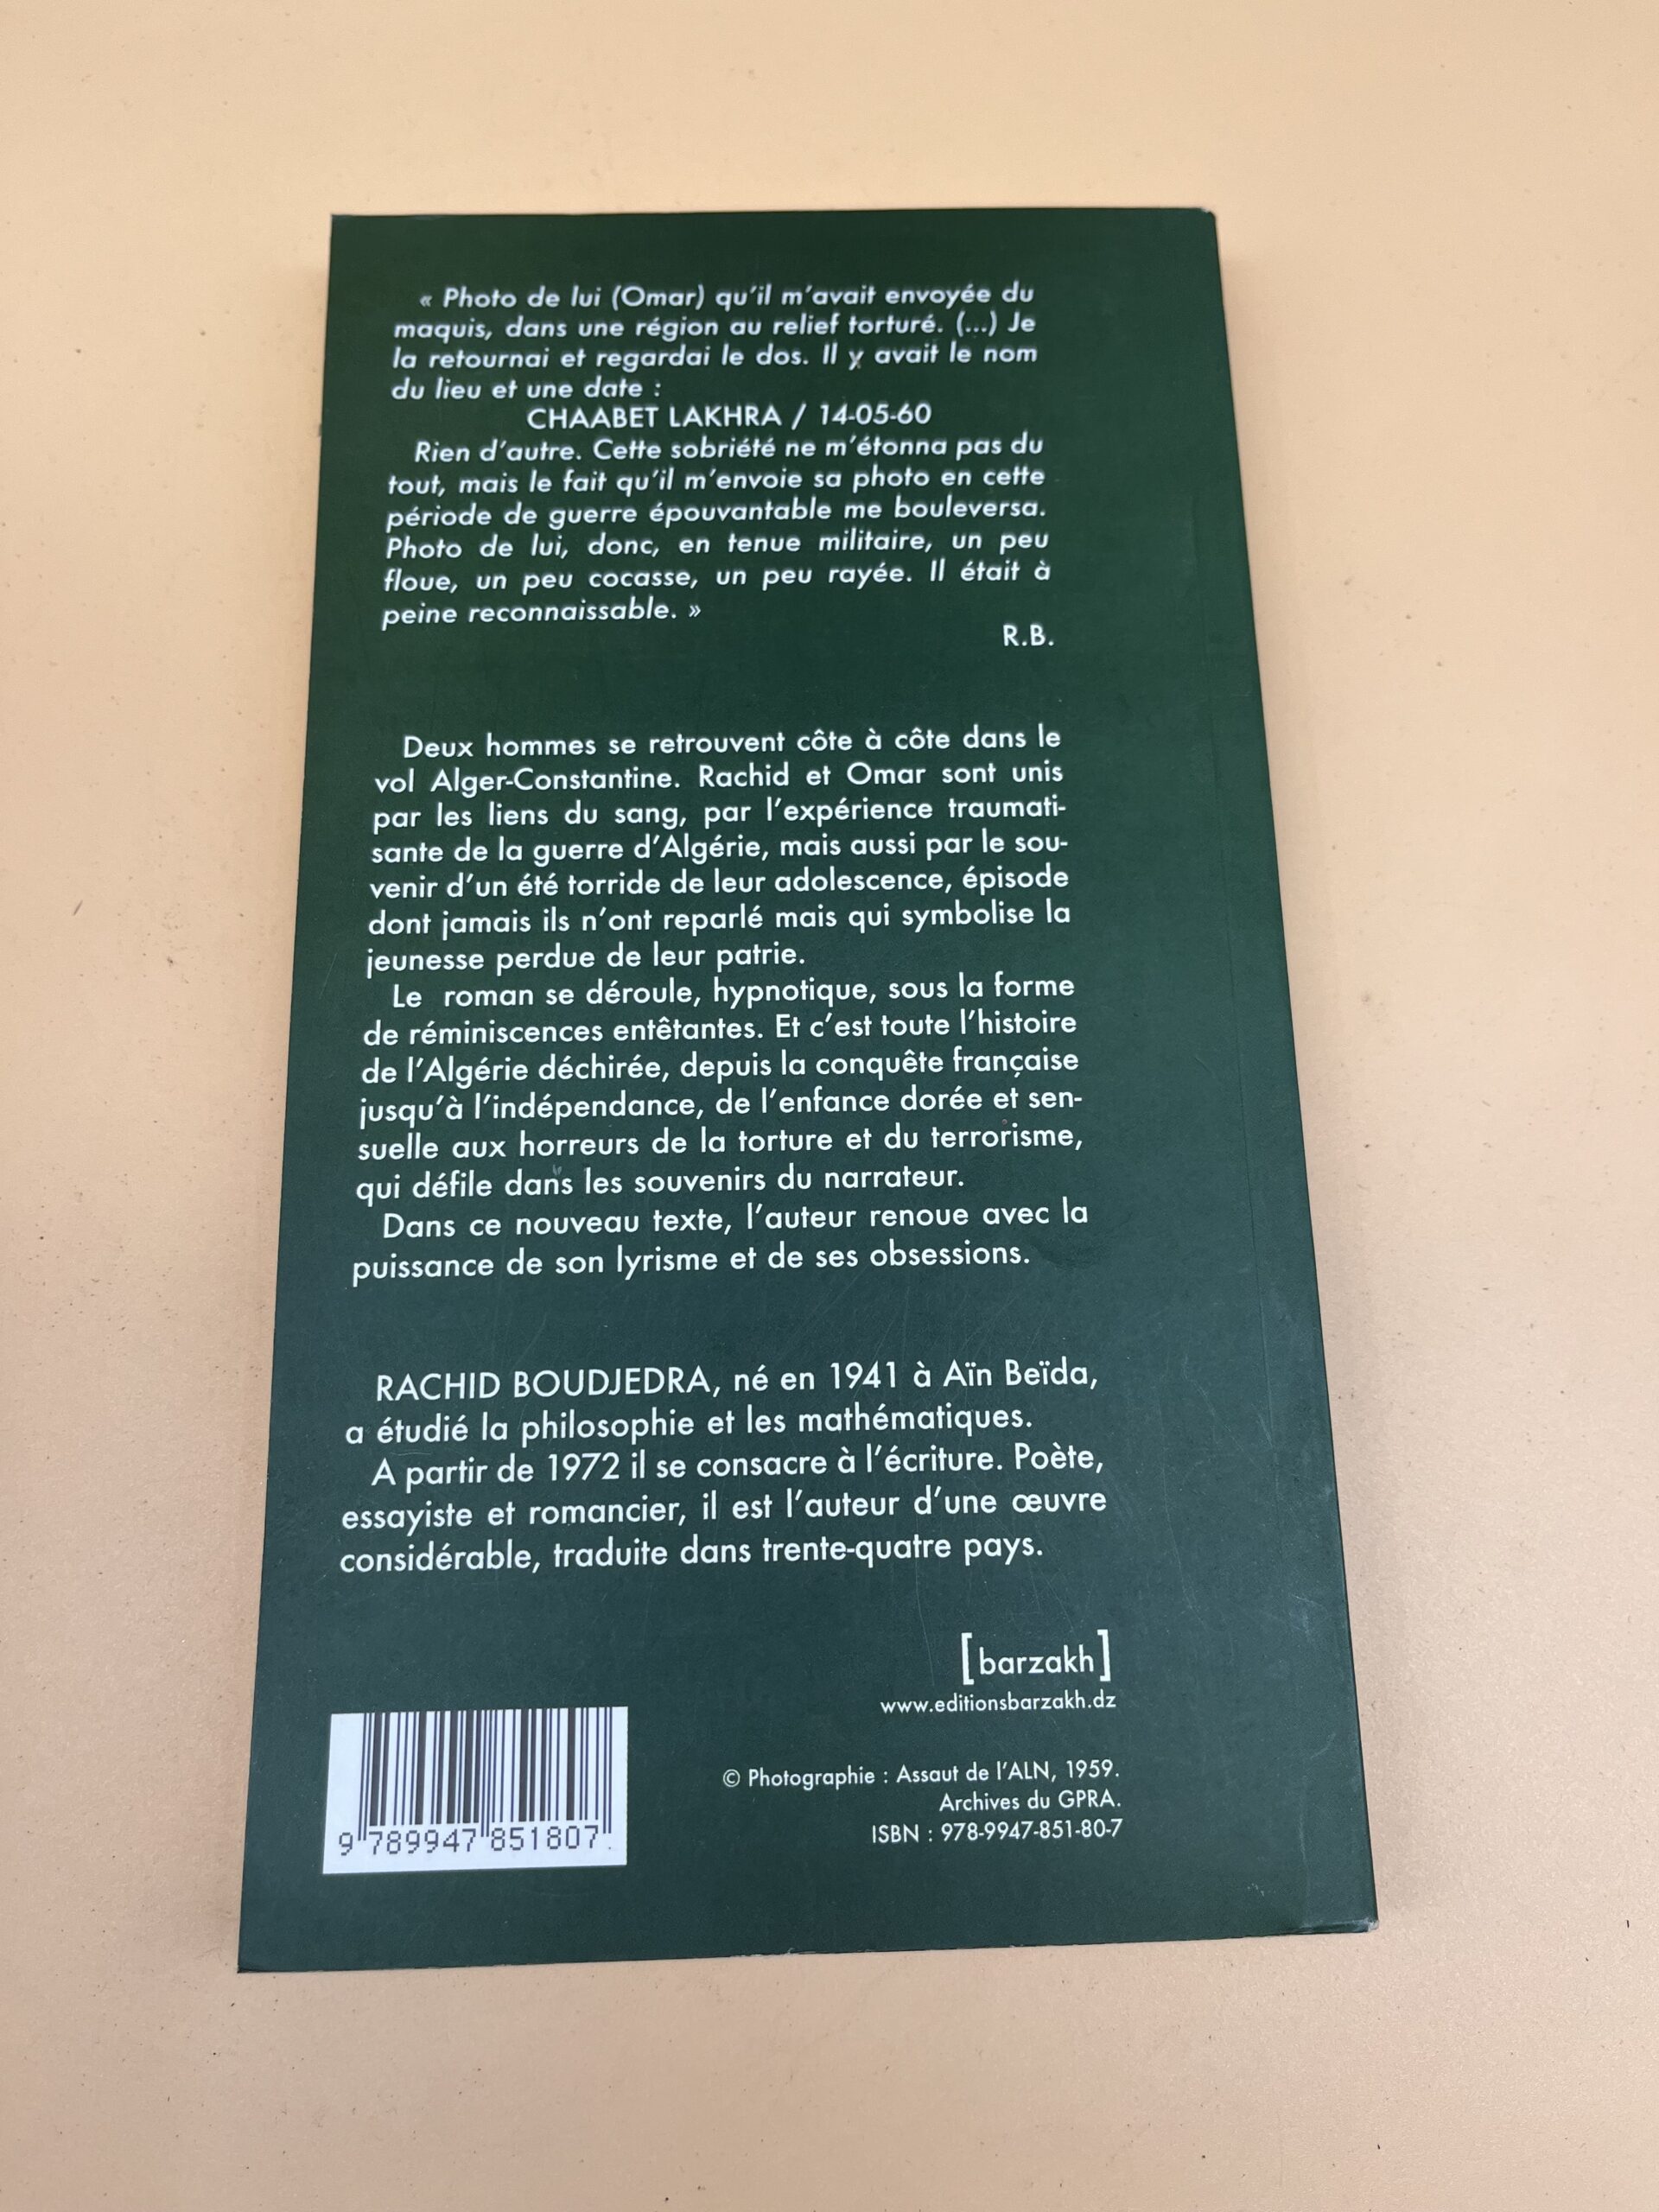 « Photo de lui (Omar) qu'il m'avait envoyée du
maquis, dans une région au relief torturé. (...) Je
la retournai et regardai le dos. Il y avait le nom
du lieu et une date :
CHAABET LAKHRA / 14-05-60
Rien d'autre. Cette sobriété ne m'étonna pas du
tout, mais le fait qu'il m'envoie sa photo en cette
période de guerre épouvantable me bouleversa.
Photo de lui, donc, en tenue militaire, un peu
floue, un peu cocasse, un peu rayée. Il était à
peine reconnaissable. »
R.B.
Deux hommes se retrouvent côte à côte dans le
vol Alger-Constantine. Rachid et Omar sont unis
par les liens du sang, par l'expérience traumati-
sante de la guerre d'Algérie, mais aussi par le sou-
venir d'un été torride de leur adolescence, épisode
dont jamais ils n'ont reparlé mais qui symbolise la
jeunesse perdue de leur patrie.
Le roman se déroule, hypnotique, sous la forme
de réminiscences entêtantes. Et c'est toute l'histoire
de l'Algérie déchirée, depuis la conquête française
jusqu'à l'indépendance, de l'enfance dorée et sen-
suelle aux horreurs de la torture et du terrorisme,
qui défile dans les souvenirs du narrateur.
Dans ce nouveau texte, l'auteur renoue avec la
puissance de son lyrisme et de ses obsessions.
RACHID BOUDJEDRA, né en 1941 à Aïn Beïda,
a étudié la philosophie et les mathématiques.
A partir de 1972 il se consacre à l'écriture. Poète,
essayiste et romancier, il est l'auteur d'une œuvre
considérable, traduite dans trente-quatre pays.
[barzakh]
www.editionsbarzakh.dz
© Photographie : Assaut de l'ALN, 1959.
Archives du GPRA.
ISBN : 978-9947-851-80-7
9 789947 851807